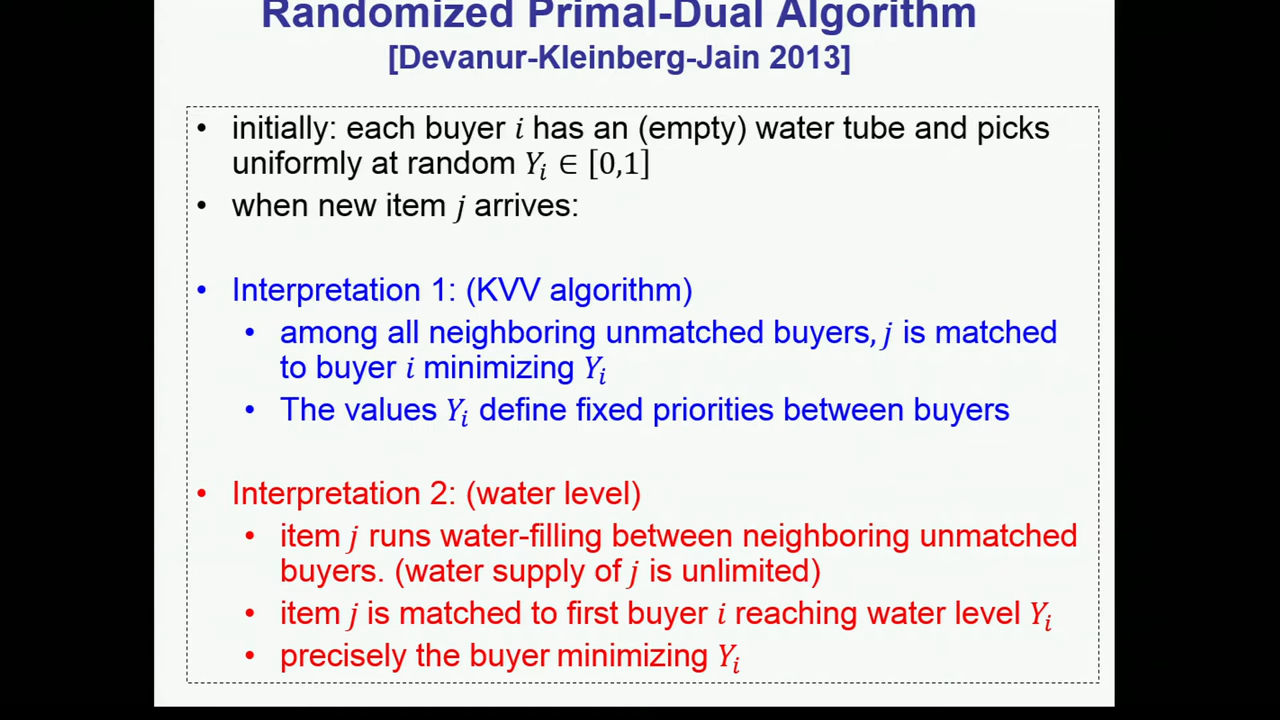 Randomized Primal-Dual Algorithm
[Devanur-Kleinberg-Jain 2013]
• initially: each buyer i has an (empty) water tube and picks
uniformly at random Yᵢ ∈ [0,1]
• when new item j arrives:
• Interpretation 1: (KVV algorithm)
• among all neighboring unmatched buyers, j is matched
to buyer i minimizing Yᵢ
• The values Yᵢ define fixed priorities between buyers
• Interpretation 2: (water level)
• item j runs water-filling between neighboring unmatched
buyers. (water supply of j is unlimited)
• item j is matched to first buyer i reaching water level Yᵢ
• precisely the buyer minimizing Yᵢ